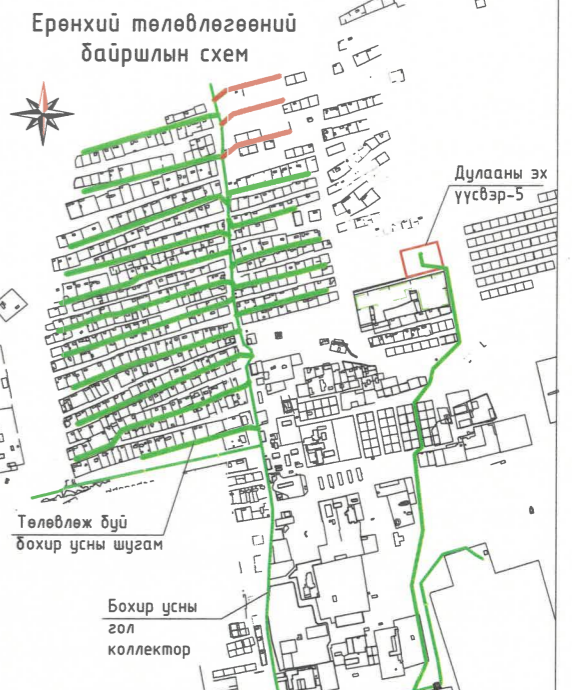 Ерөнхий төлөвлөгөөний
байршлын схем
Дулааны эх
үүсвэр-5
Төлөвлөж буй
бохир усны шугам
Бохир усны
гол
коллектор